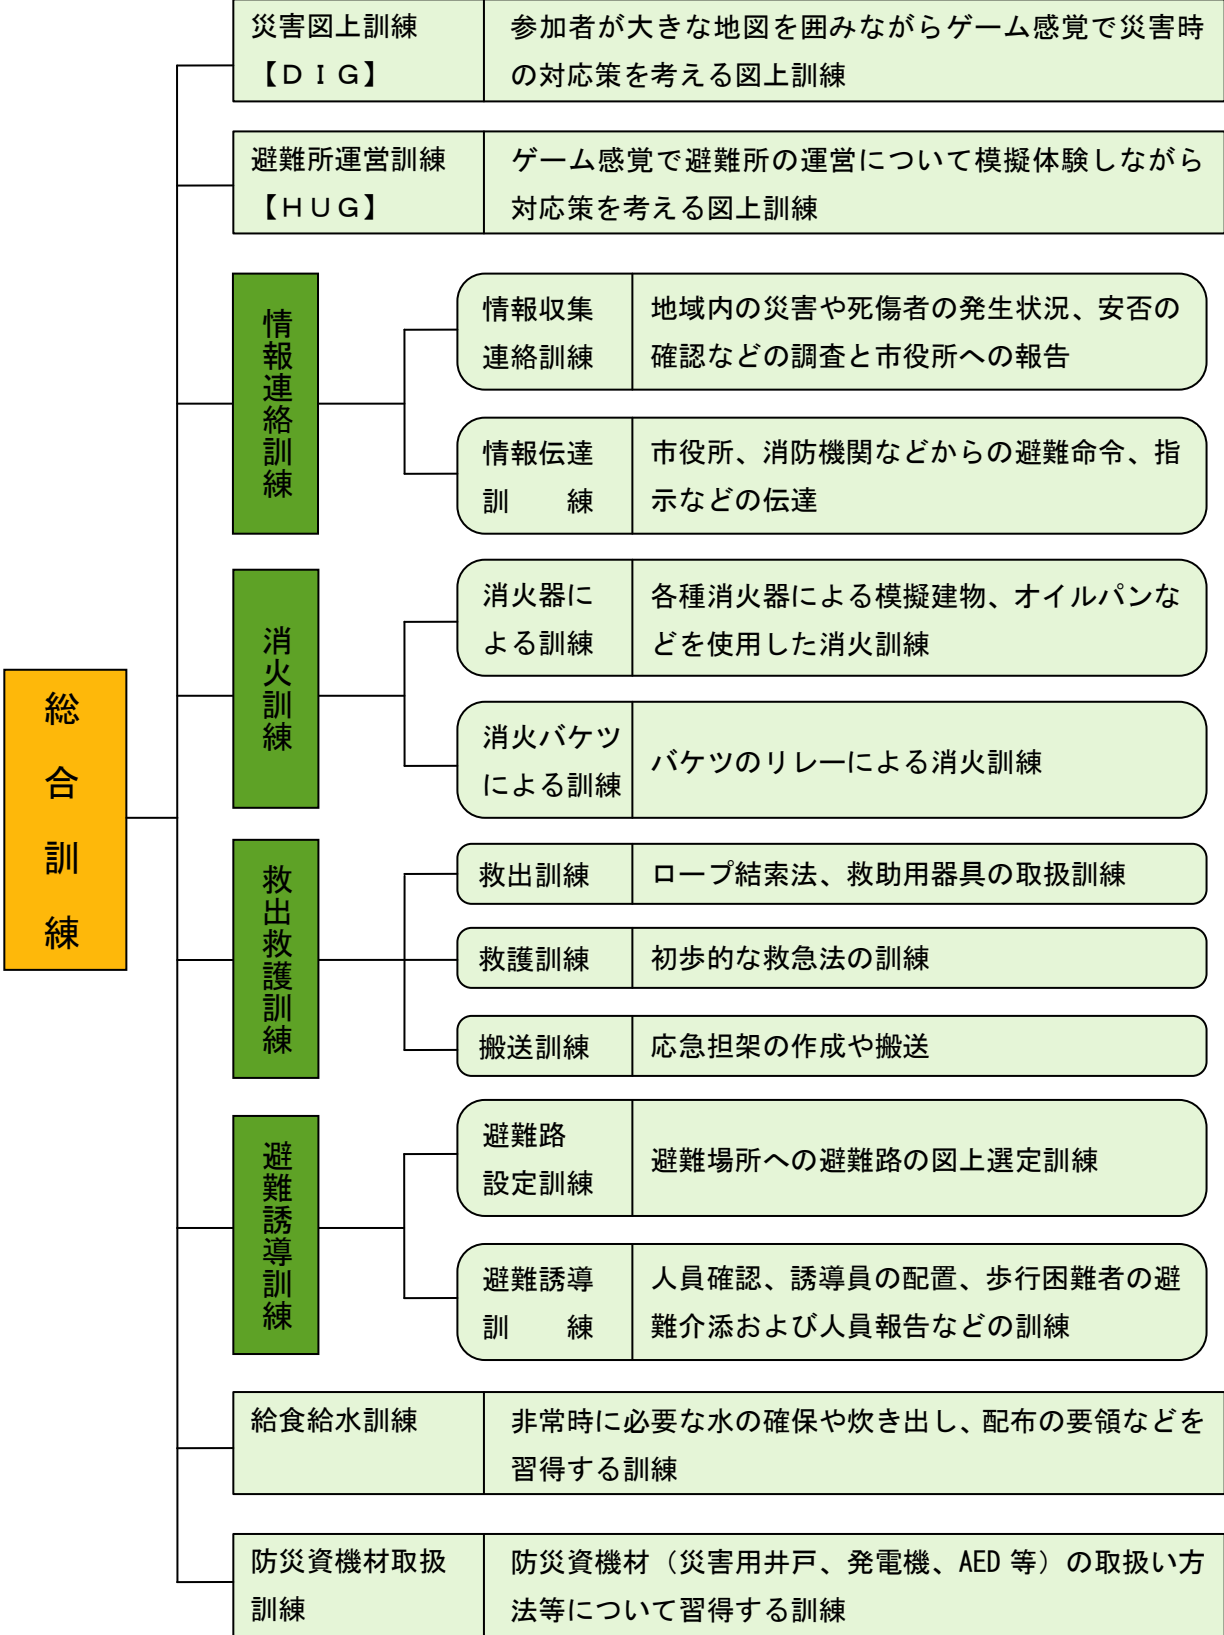 総合訓練
災害図上訓練
【ＤＩＧ】
参加者が大きな地図を囲みながらゲーム感覚で災害時
の対応策を考える図上訓練
避難所運営訓練
【ＨＵＧ】
ゲーム感覚で避難所の運営について模擬体験しながら
対応策を考える図上訓練
情報連絡訓練
情報収集
連絡訓練
地域内の災害や死傷者の発生状況、安否の
確認などの調査と市役所への報告
情報伝達
訓　　練
市役所、消防機関などからの避難命令、指
示などの伝達
消火訓練
消火器に
よる訓練
各種消火器による模擬建物、オイルパンな
どを使用した消火訓練
消火バケツ
による訓練
バケツのリレーによる消火訓練
救出救護訓練
救出訓練
ロープ結索法、救助用器具の取扱訓練
救護訓練
初歩的な救急法の訓練
搬送訓練
応急担架の作成や搬送
避難誘導訓練
避難路
設定訓練
避難場所への避難路の図上選定訓練
避難誘導
訓　　練
人員確認、誘導員の配置、歩行困難者の避
難介添および人員報告などの訓練
給食給水訓練
非常時に必要な水の確保や炊き出し、配布の要領などを
習得する訓練
防災資機材取扱
訓練
防災資機材（災害用井戸、発電機、AED 等）の取扱い方
法等について習得する訓練